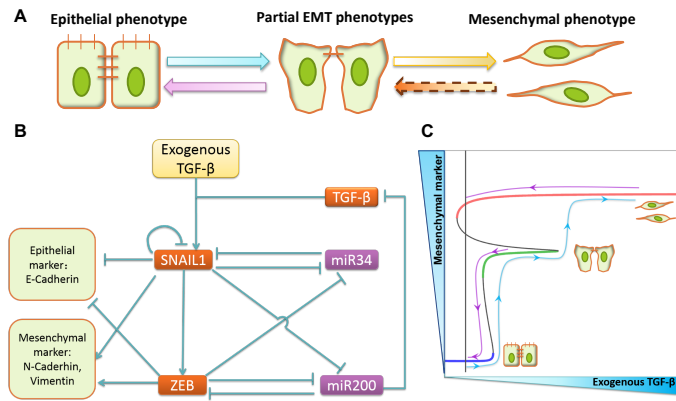 A
Epithelial phenotype
Partial EMT phenotypes
Mesenchymal phenotype
B
Exogenous
TGF-β
TGF-β
Epithelial
marker:
E-Cadherin
SNAIL1
miR34
Mesenchymal
marker:
N-Caderhin,
Vimentin
ZEB
miR200
C
Mesenchymal marker
Exogenous TGF-β